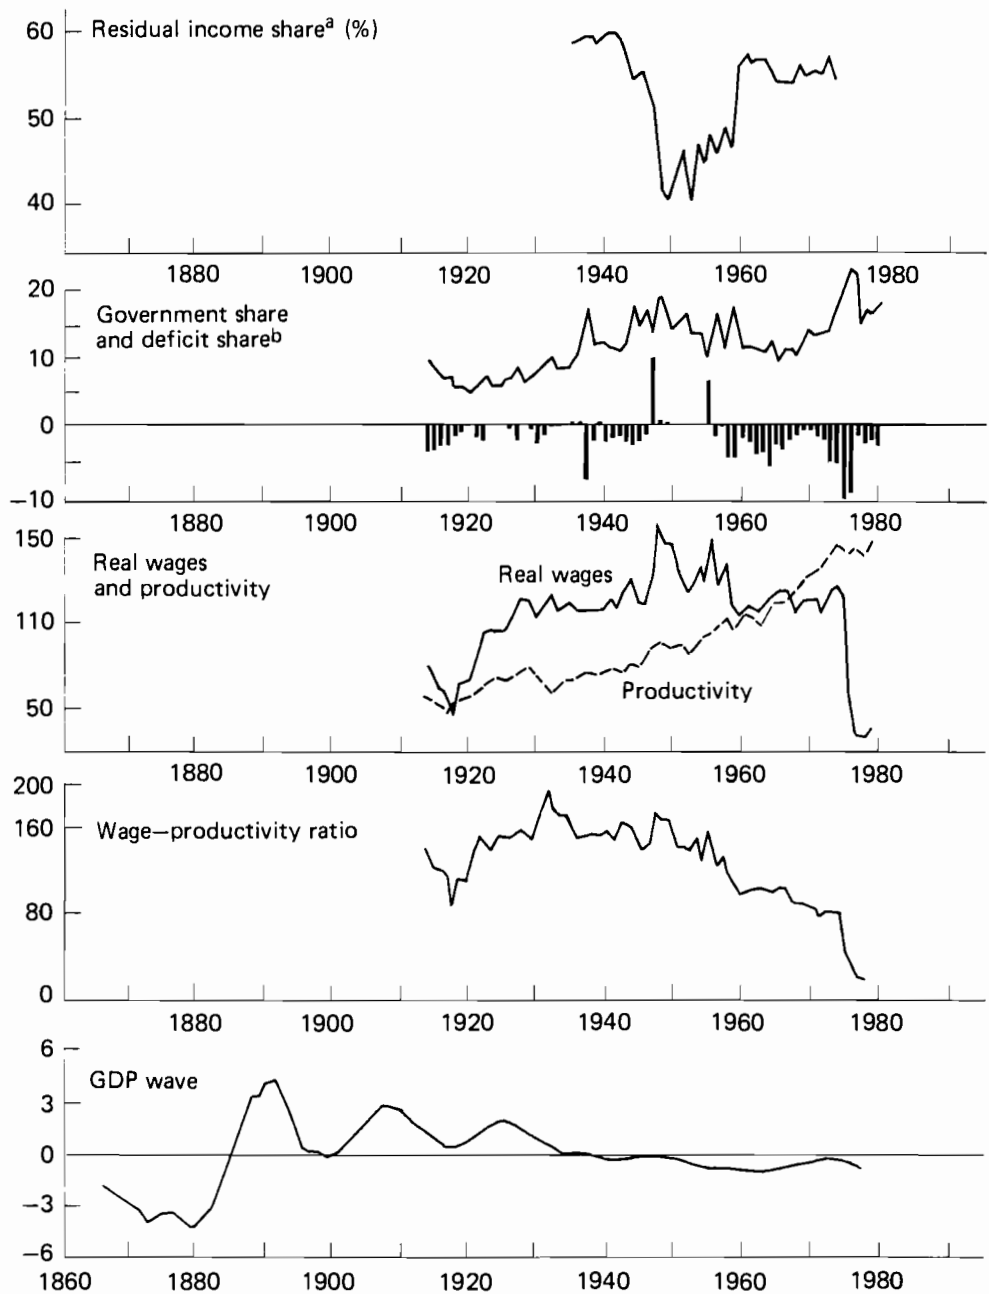 60
Residual income shareᵃ (%)
50
40
1880 1900 1920 1940 1960 1980
20
Government share
and deficit shareᵇ
10
0
−10
1880 1900 1920 1940 1960 1980
150
Real wages
and productivity
Real wages
110
Productivity
50
1880 1900 1920 1940 1960 1980
200
160
Wage–productivity ratio
80
0
1880 1900 1920 1940 1960 1980
6
GDP wave
3
0
−3
−6
1860 1880 1900 1920 1940 1960 1980